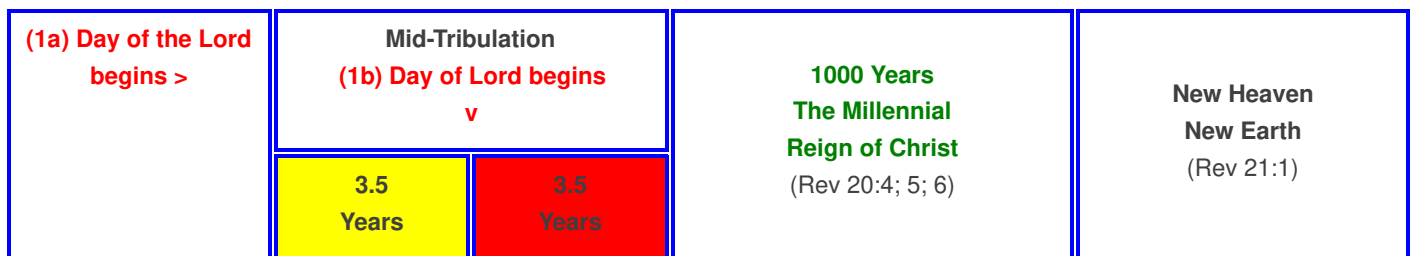 (1a) Day of the Lord
begins >
Mid-Tribulation
(1b) Day of Lord begins
v
3.5
Years
3.5
Years
1000 Years
The Millennial
Reign of Christ
(Rev 20:4; 5; 6)
New Heaven
New Earth
(Rev 21:1)